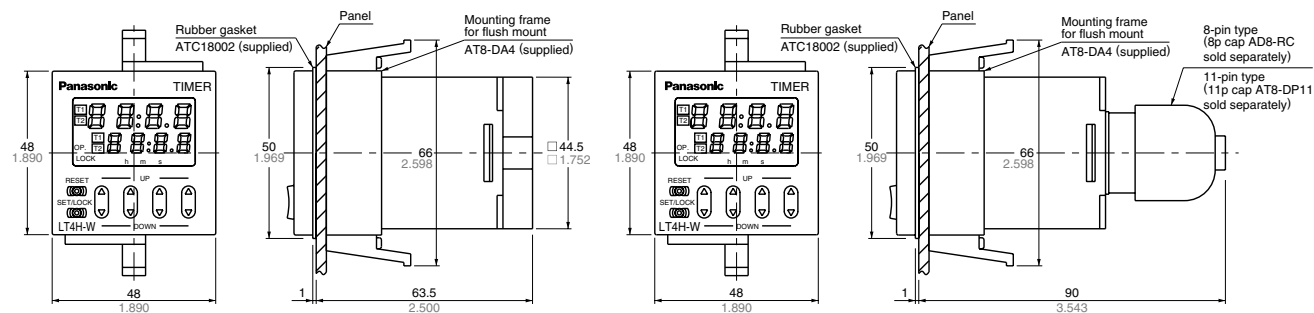 Rubber gasket
ATC18002 (supplied)
Panel
Mounting frame
for flush mount
AT8-DA4 (supplied)
Panasonic TIMER
T1
T2
T1
OP. T2
LOCK h m s
RESET UP
SET/LOCK
LT4H-W DOWN
48
1.890
48
1.890
50
1.969
66
2.598
□44.5
□1.752
1
63.5
2.500
Rubber gasket
ATC18002 (supplied)
Panel
Mounting frame
for flush mount
AT8-DA4 (supplied)
8-pin type
(8p cap AD8-RC
sold separately)
11-pin type
(11p cap AT8-DP11
sold separately)
Panasonic TIMER
T1
T2
T1
OP. T2
LOCK h m s
RESET UP
SET/LOCK
LT4H-W DOWN
48
1.890
48
1.890
50
1.969
66
2.598
1
90
3.543